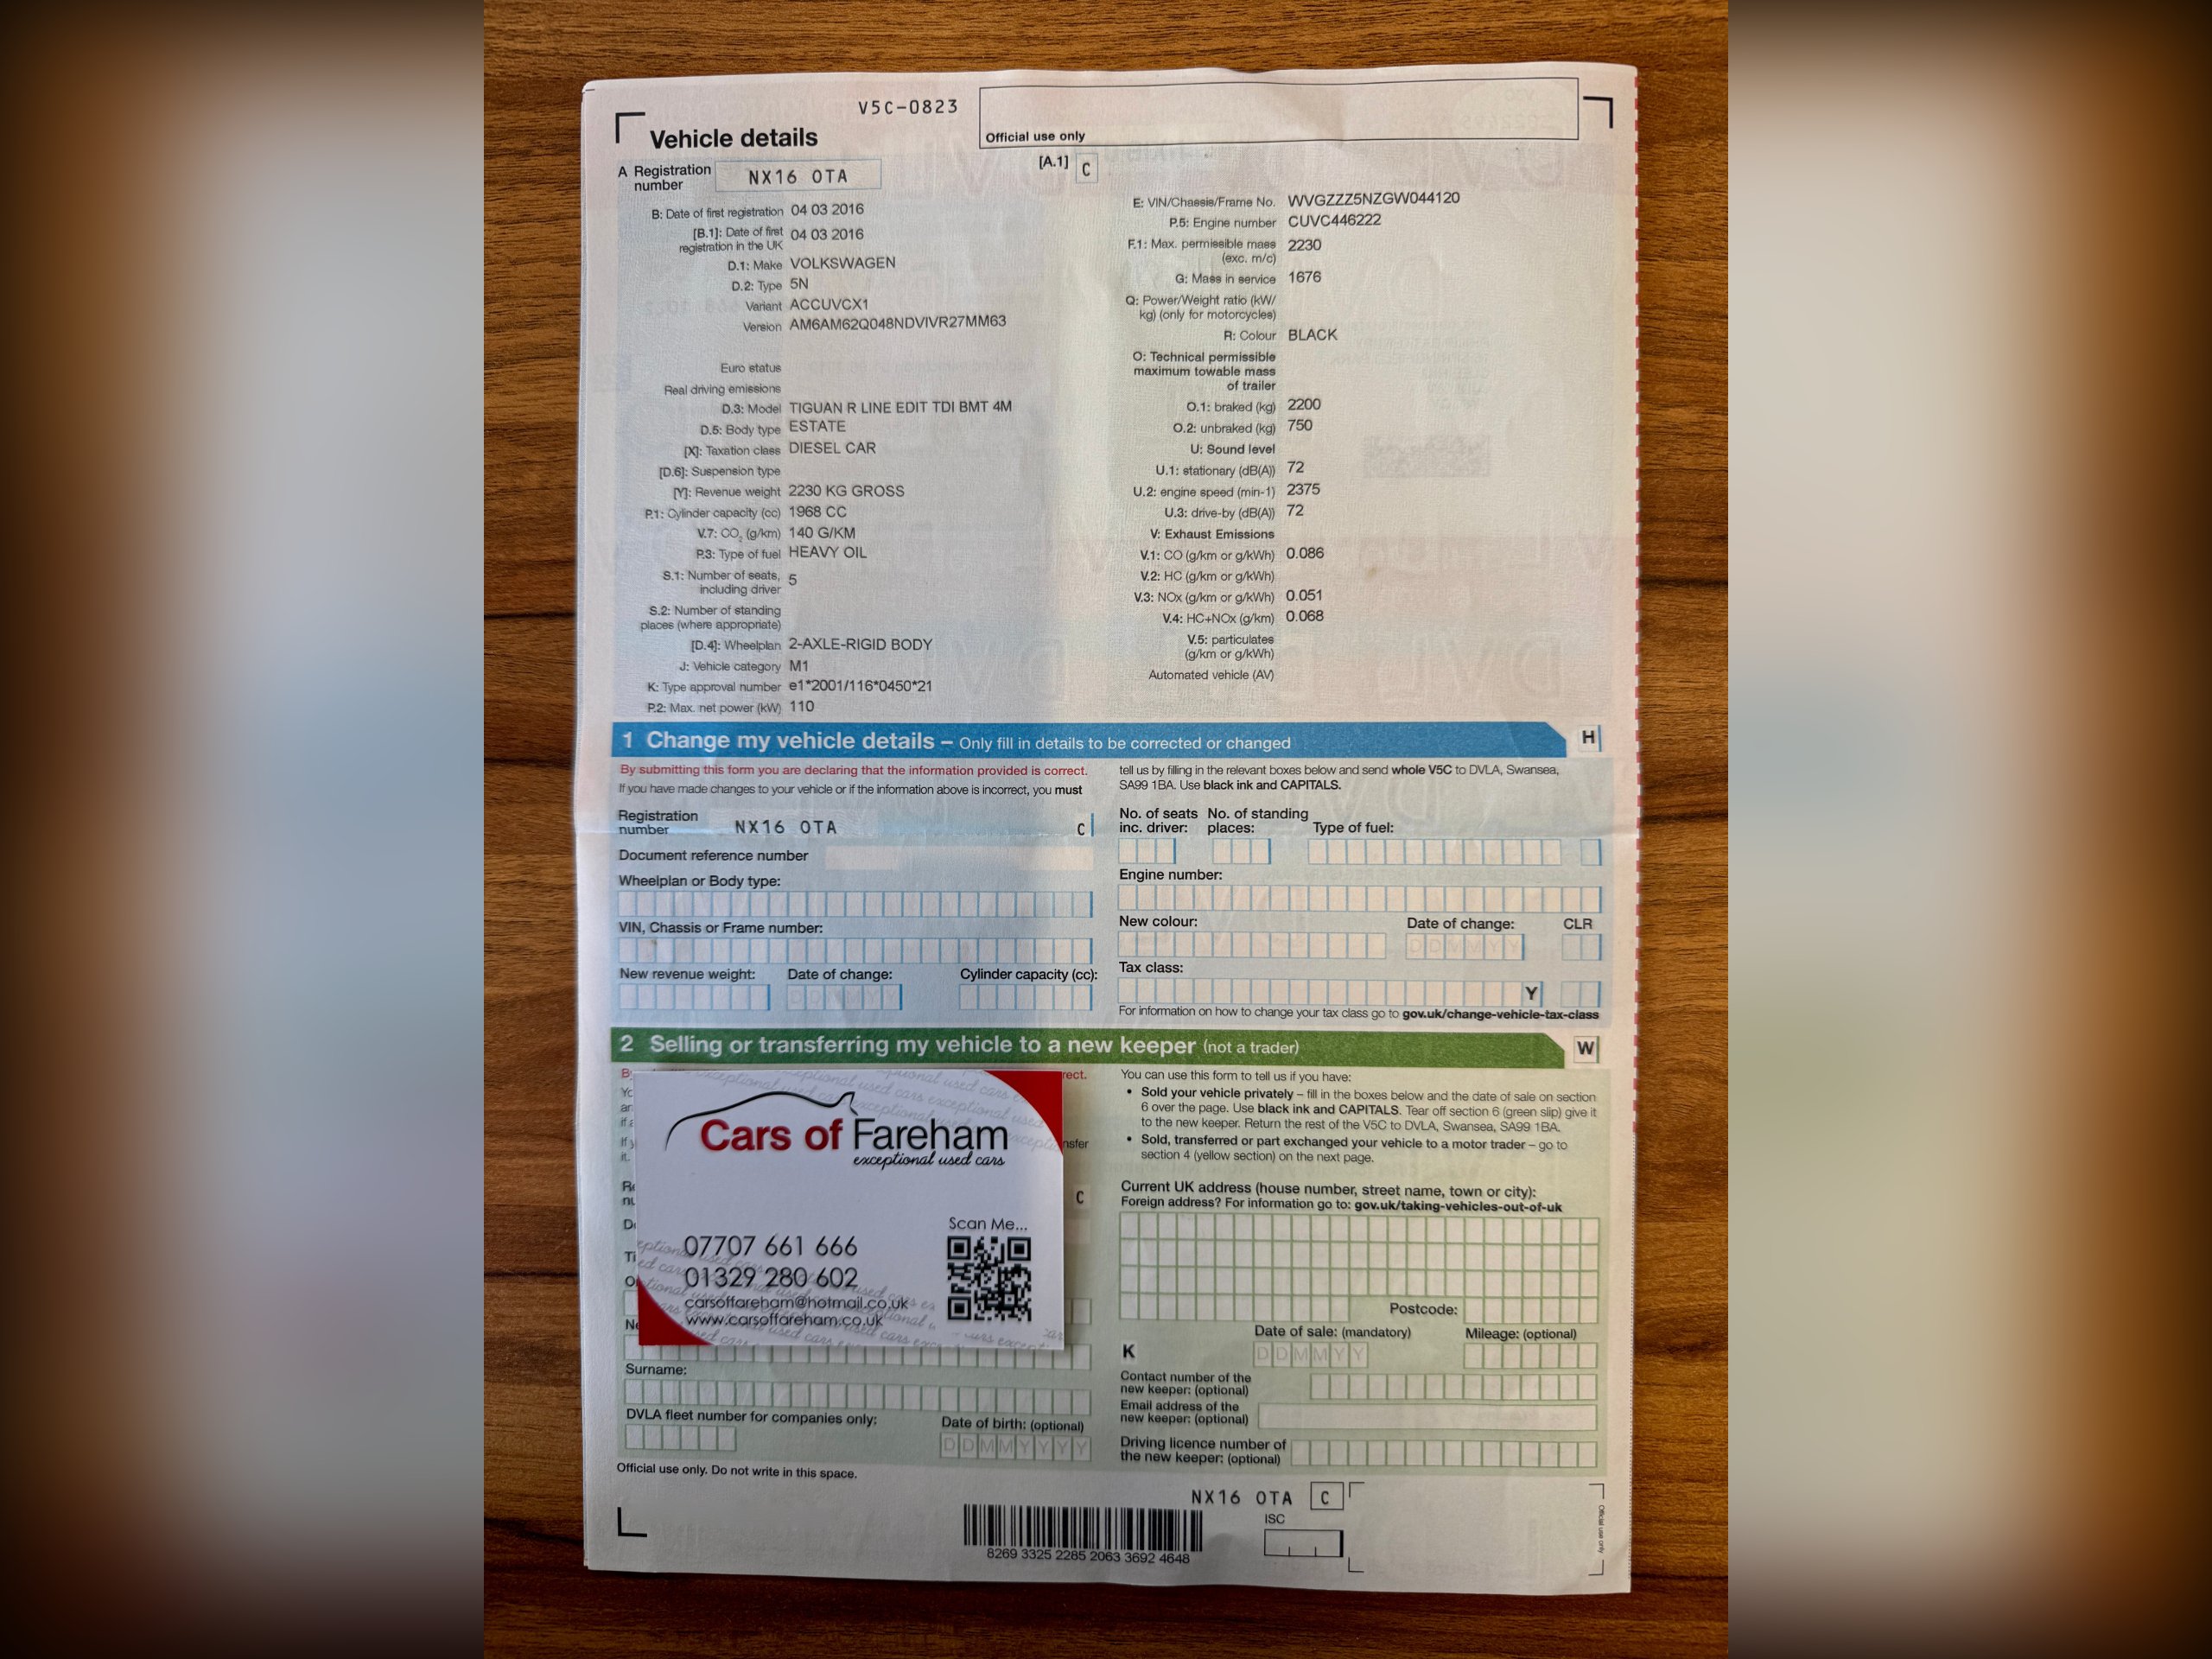 V5C-0823
Official use only
Vehicle details
A Registration number NX16 OTA
[A.1] C
B: Date of first registration 04 03 2016
[B.1]: Date of first registration in the UK 04 03 2016
D.1: Make VOLKSWAGEN
D.2: Type 5N
Variant ACCUVCX1
Version AM6AM62Q048NDVIVR27MM63
Euro status
Real driving emissions
D.3: Model TIGUAN R LINE EDIT TDI BMT 4M
D.5: Body type ESTATE
[X]: Taxation class DIESEL CAR
[D.6]: Suspension type
[Y]: Revenue weight 2230 KG GROSS
P.1: Cylinder capacity (cc) 1968 CC
V.7: CO₂ (g/km) 140 G/KM
P.3: Type of fuel HEAVY OIL
S.1: Number of seats, including driver 5
S.2: Number of standing places (where appropriate)
[D.4]: Wheelplan 2-AXLE-RIGID BODY
J: Vehicle category M1
K: Type approval number e1*2001/116*0450*21
P.2: Max. net power (kW) 110
E: VIN/Chassis/Frame No. WVGZZZ5NZGW044120
P.5: Engine number CUVC446222
F.1: Max. permissible mass (exc. m/c) 2230
G: Mass in service 1676
Q: Power/Weight ratio (kW/kg) (only for motorcycles)
R: Colour BLACK
O: Technical permissible maximum towable mass of trailer
O.1: braked (kg) 2200
O.2: unbraked (kg) 750
U: Sound level
U.1: stationary (dB(A)) 72
U.2: engine speed (min-1) 2375
U.3: drive-by (dB(A)) 72
V: Exhaust Emissions
V.1: CO (g/km or g/kWh) 0.086
V.2: HC (g/km or g/kWh)
V.3: NOx (g/km or g/kWh) 0.051
V.4: HC+NOx (g/km) 0.068
V.5: particulates (g/km or g/kWh)
Automated vehicle (AV)
1 Change my vehicle details – Only fill in details to be corrected or changed
H
By submitting this form you are declaring that the information provided is correct.
If you have made changes to your vehicle or if the information above is incorrect, you must
tell us by filling in the relevant boxes below and send whole V5C to DVLA, Swansea,
SA99 1BA. Use black ink and CAPITALS.
Registration number NX16 OTA C
Document reference number
Wheelplan or Body type:
VIN, Chassis or Frame number:
New revenue weight: Date of change: Cylinder capacity (cc):
DDMMYY
No. of seats inc. driver: No. of standing places: Type of fuel:
Engine number:
New colour: Date of change: CLR
DDMMYY
Tax class:
Y
For information on how to change your tax class go to gov.uk/change-vehicle-tax-class
2 Selling or transferring my vehicle to a new keeper (not a trader)
W
Cars of Fareham
exceptional used cars
Scan Me...
07707 661 666
01329 280 602
carsoffareham@hotmail.co.uk
www.carsoffareham.co.uk
C
Surname:
DVLA fleet number for companies only:
Date of birth: (optional)
DDMMYYYY
You can use this form to tell us if you have:
• Sold your vehicle privately – fill in the boxes below and the date of sale on section
6 over the page. Use black ink and CAPITALS. Tear off section 6 (green slip) give it
to the new keeper. Return the rest of the V5C to DVLA, Swansea, SA99 1BA.
• Sold, transferred or part exchanged your vehicle to a motor trader – go to
section 4 (yellow section) on the next page.
Current UK address (house number, street name, town or city):
Foreign address? For information go to: gov.uk/taking-vehicles-out-of-uk
Postcode:
Date of sale: (mandatory) Mileage: (optional)
K DDMMYY
Contact number of the new keeper: (optional)
Email address of the new keeper: (optional)
Driving licence number of the new keeper: (optional)
Official use only. Do not write in this space.
NX16 OTA C
ISC
8269 3325 2285 2063 3692 4648
Official use only